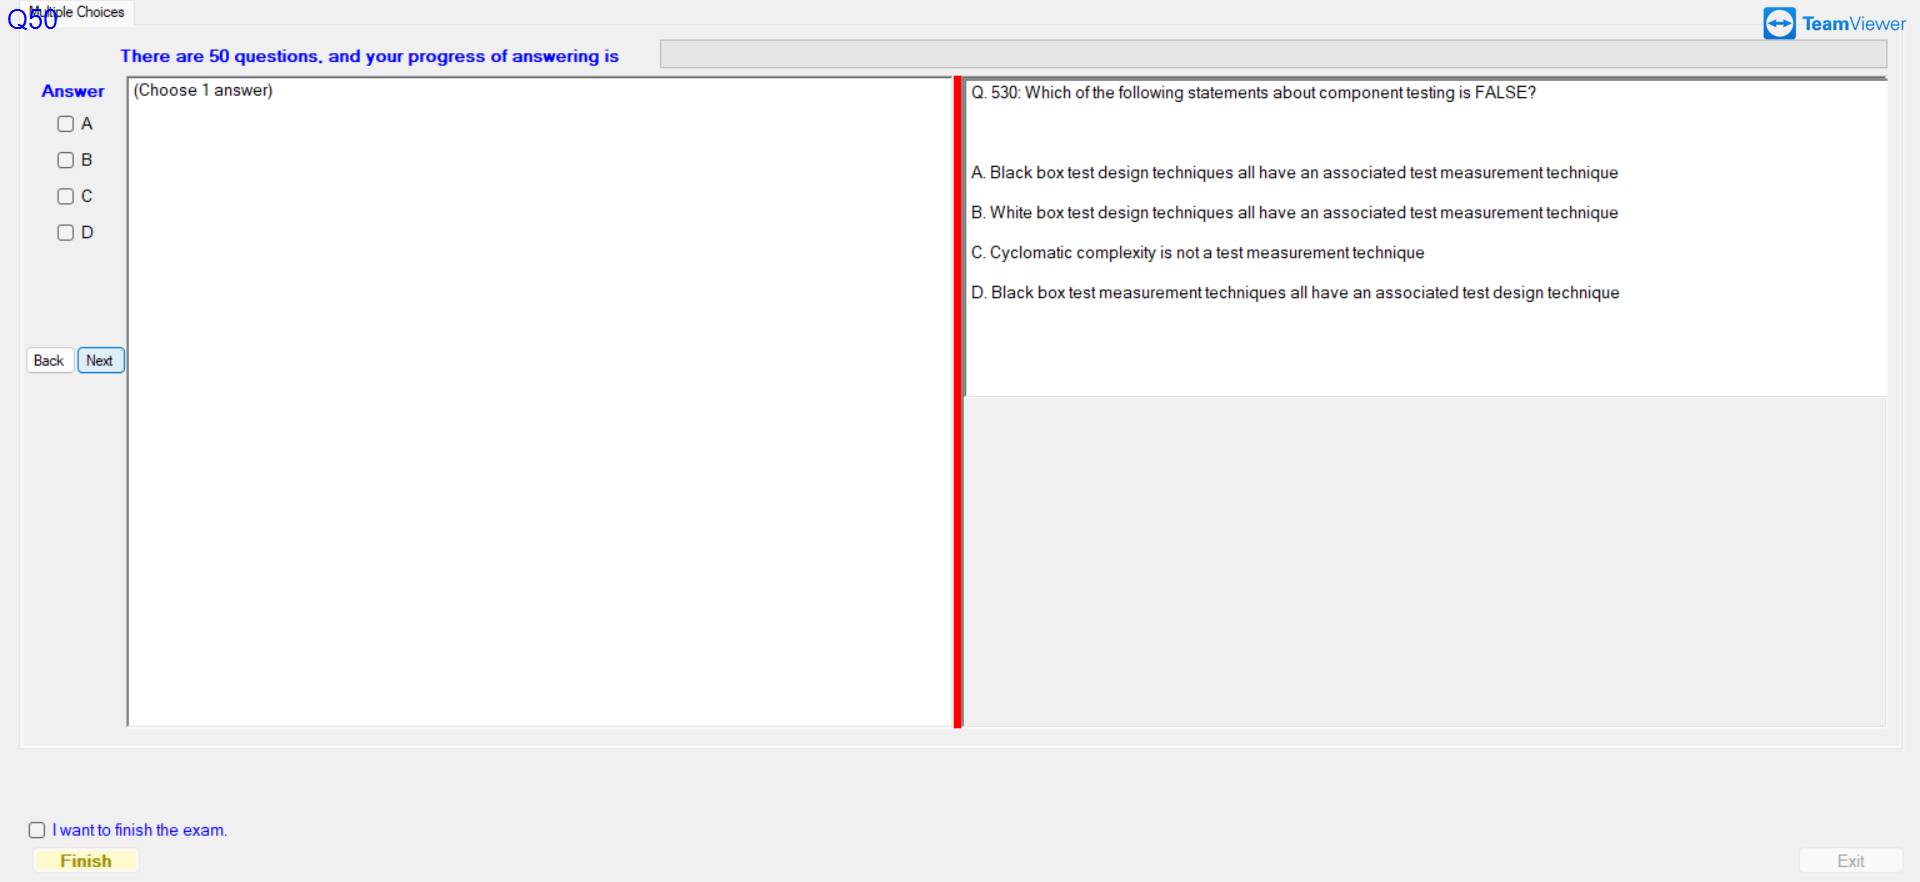 Multiple Choices
Q50
TeamViewer
There are 50 questions, and your progress of answering is
Answer
(Choose 1 answer)
A
B
C
D
Back Next
Q. 530: Which of the following statements about component testing is FALSE?
A. Black box test design techniques all have an associated test measurement technique
B. White box test design techniques all have an associated test measurement technique
C. Cyclomatic complexity is not a test measurement technique
D. Black box test measurement techniques all have an associated test design technique
I want to finish the exam.
Finish
Exit